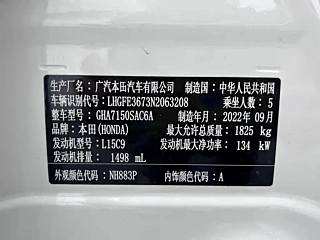 生产厂名：广汽本田汽车有限公司 制造国：中华人民共和国
车辆识别代号：LHGFE3673N2063208 乘坐人数：5
整车型号：GHA7150SAC6A 制造年月：2022年09月
品牌：本田(HONDA) 最大允许总质量：1825 kg
发动机型号：L15C9 发动机最大净功率：134 kW
发动机排量：1498 mL
外观颜色代号：NH883P 内饰颜色代号：A